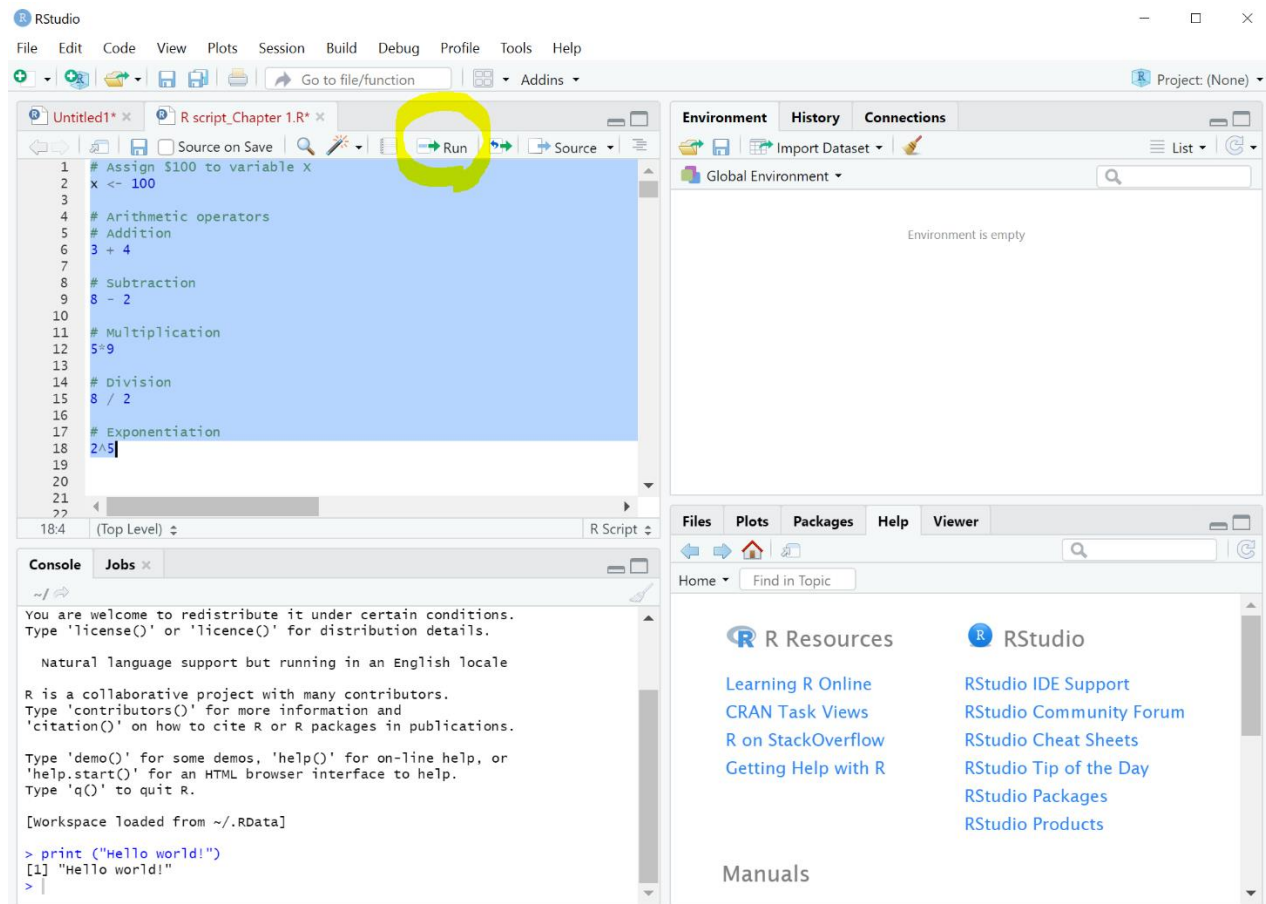 RStudio
File Edit Code View Plots Session Build Debug Profile Tools Help
Go to file/function Addins Project: (None)
Untitled1* R script_Chapter 1.R*
Source on Save Run Source
1 # Assign $100 to variable X
2 x <- 100
3
4 # Arithmetic operators
5 # Addition
6 3 + 4
7
8 # Subtraction
9 8 - 2
10
11 # Multiplication
12 5*9
13
14 # Division
15 8 / 2
16
17 # Exponentiation
18 2^5
19
20
21
22
18:4 (Top Level) R Script
Console Jobs
~/
You are welcome to redistribute it under certain conditions.
Type 'license()' or 'licence()' for distribution details.
Natural language support but running in an English locale
R is a collaborative project with many contributors.
Type 'contributors()' for more information and
'citation()' on how to cite R or R packages in publications.
Type 'demo()' for some demos, 'help()' for on-line help, or
'help.start()' for an HTML browser interface to help.
Type 'q()' to quit R.
[Workspace loaded from ~/.RData]
> print ("Hello world!")
[1] "Hello world!"
>
Environment History Connections
Import Dataset List
Global Environment
Environment is empty
Files Plots Packages Help Viewer
Home Find in Topic
R Resources
Learning R Online
CRAN Task Views
R on StackOverflow
Getting Help with R
RStudio
RStudio IDE Support
RStudio Community Forum
RStudio Cheat Sheets
RStudio Tip of the Day
RStudio Packages
RStudio Products
Manuals